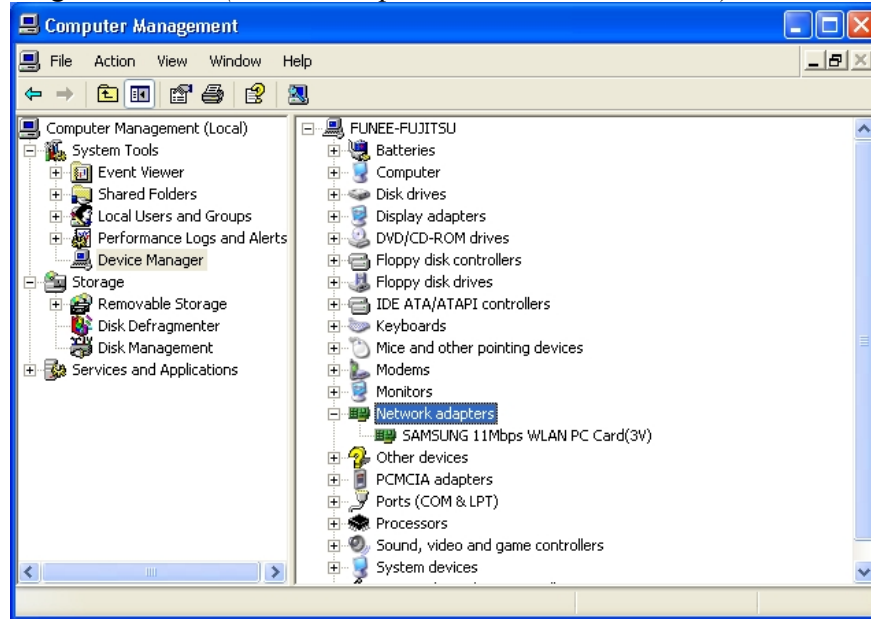 Computer Management
File Action View Window Help
Computer Management (Local)
System Tools
Event Viewer
Shared Folders
Local Users and Groups
Performance Logs and Alerts
Device Manager
Storage
Removable Storage
Disk Defragmenter
Disk Management
Services and Applications
FUNEE-FUJITSU
Batteries
Computer
Disk drives
Display adapters
DVD/CD-ROM drives
Floppy disk controllers
Floppy disk drives
IDE ATA/ATAPI controllers
Keyboards
Mice and other pointing devices
Modems
Monitors
Network adapters
SAMSUNG 11Mbps WLAN PC Card(3V)
Other devices
PCMCIA adapters
Ports (COM & LPT)
Processors
Sound, video and game controllers
System devices